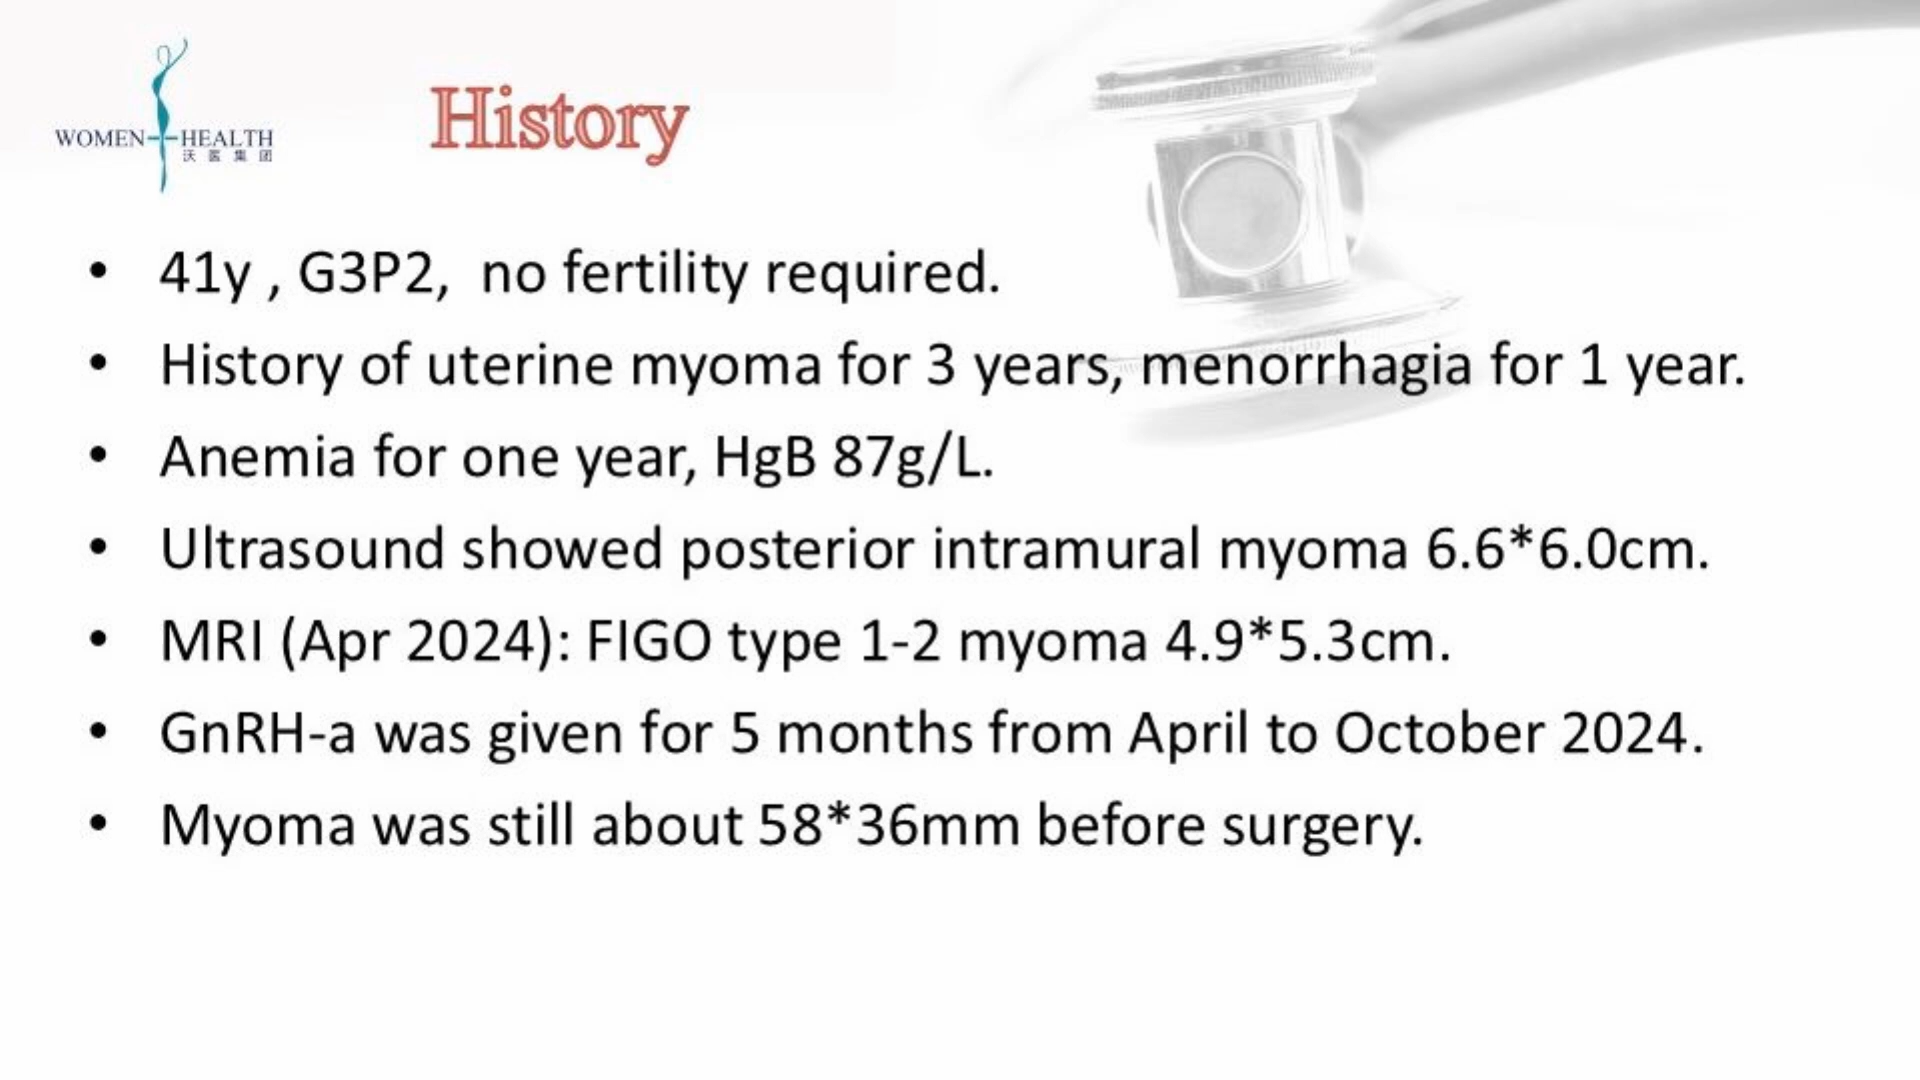 WOMEN HEALTH
沃医集团
History
• 41y , G3P2,  no fertility required.
• History of uterine myoma for 3 years, menorrhagia for 1 year.
• Anemia for one year, HgB 87g/L.
• Ultrasound showed posterior intramural myoma 6.6*6.0cm.
• MRI (Apr 2024): FIGO type 1-2 myoma 4.9*5.3cm.
• GnRH-a was given for 5 months from April to October 2024.
• Myoma was still about 58*36mm before surgery.